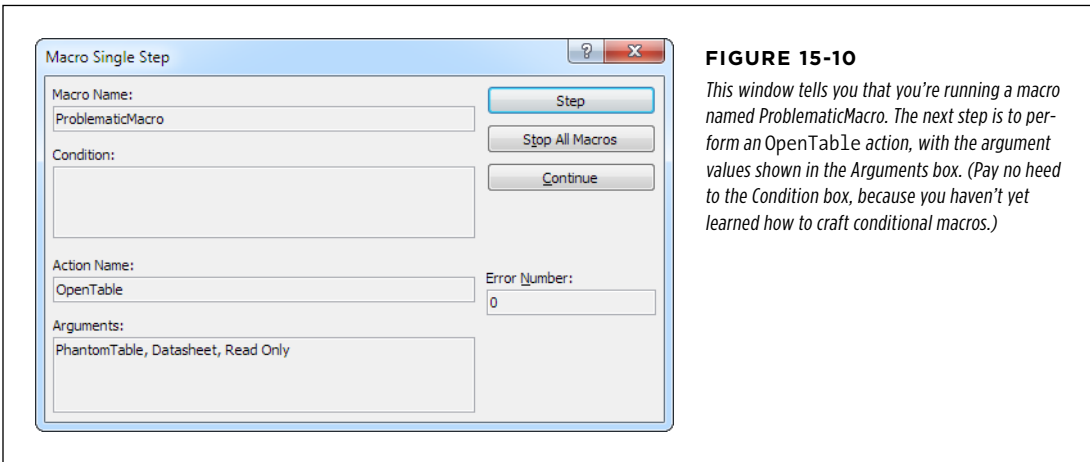 Macro Single Step
?
X
Macro Name:
ProblematicMacro
Condition:
Step
Stop All Macros
Continue
Action Name:
OpenTable
Error Number:
0
Arguments:
PhantomTable, Datasheet, Read Only
FIGURE 15-10
This window tells you that you’re running a macro
named ProblematicMacro. The next step is to per-
form an OpenTable action, with the argument
values shown in the Arguments box. (Pay no heed
to the Condition box, because you haven’t yet
learned how to craft conditional macros.)